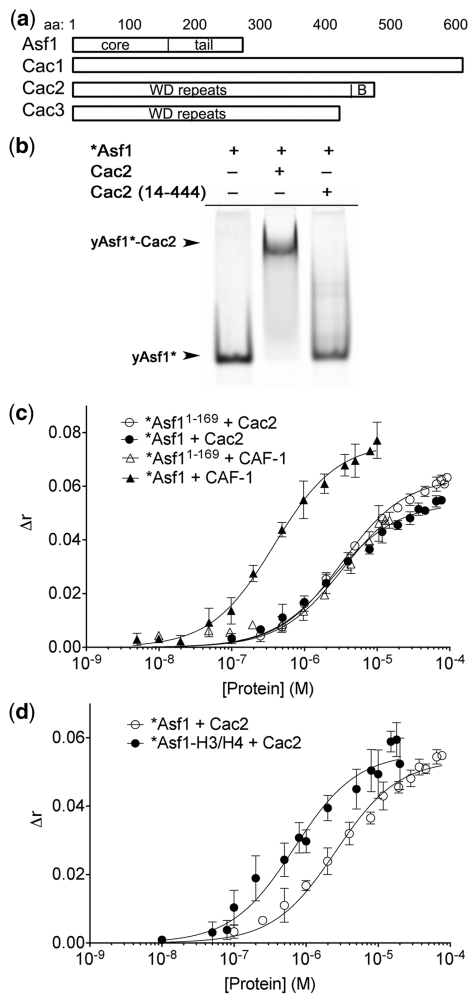 (a) aa: 1 100 200 300 400 500 600
Asf1 core tail
Cac1
Cac2 WD repeats B
Cac3 WD repeats
(b)
*Asf1 + + +
Cac2 – + –
Cac2 (14-444) – – +
yAsf1*-Cac2
yAsf1*
(c)
*Asf1¹⁻¹⁶⁹ + Cac2
*Asf1 + Cac2
*Asf1¹⁻¹⁶⁹ + CAF-1
*Asf1 + CAF-1
0.08
0.06
0.04
0.02
0.00
Δr
10⁻⁹ 10⁻⁸ 10⁻⁷ 10⁻⁶ 10⁻⁵ 10⁻⁴
[Protein] (M)
(d)
*Asf1 + Cac2
*Asf1-H3/H4 + Cac2
0.06
0.04
0.02
0.00
Δr
10⁻⁹ 10⁻⁸ 10⁻⁷ 10⁻⁶ 10⁻⁵ 10⁻⁴
[Protein] (M)